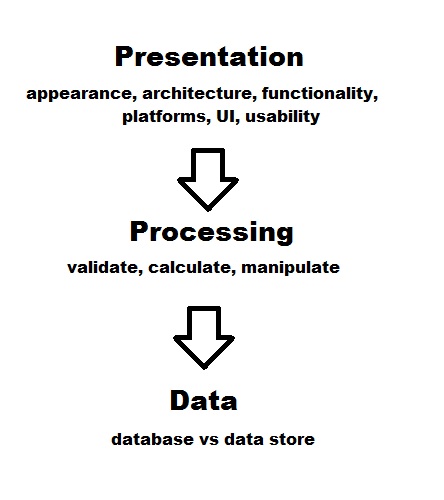 Presentation
appearance, architecture, functionality,
platforms, UI, usability
Processing
validate, calculate, manipulate
Data
database vs data store